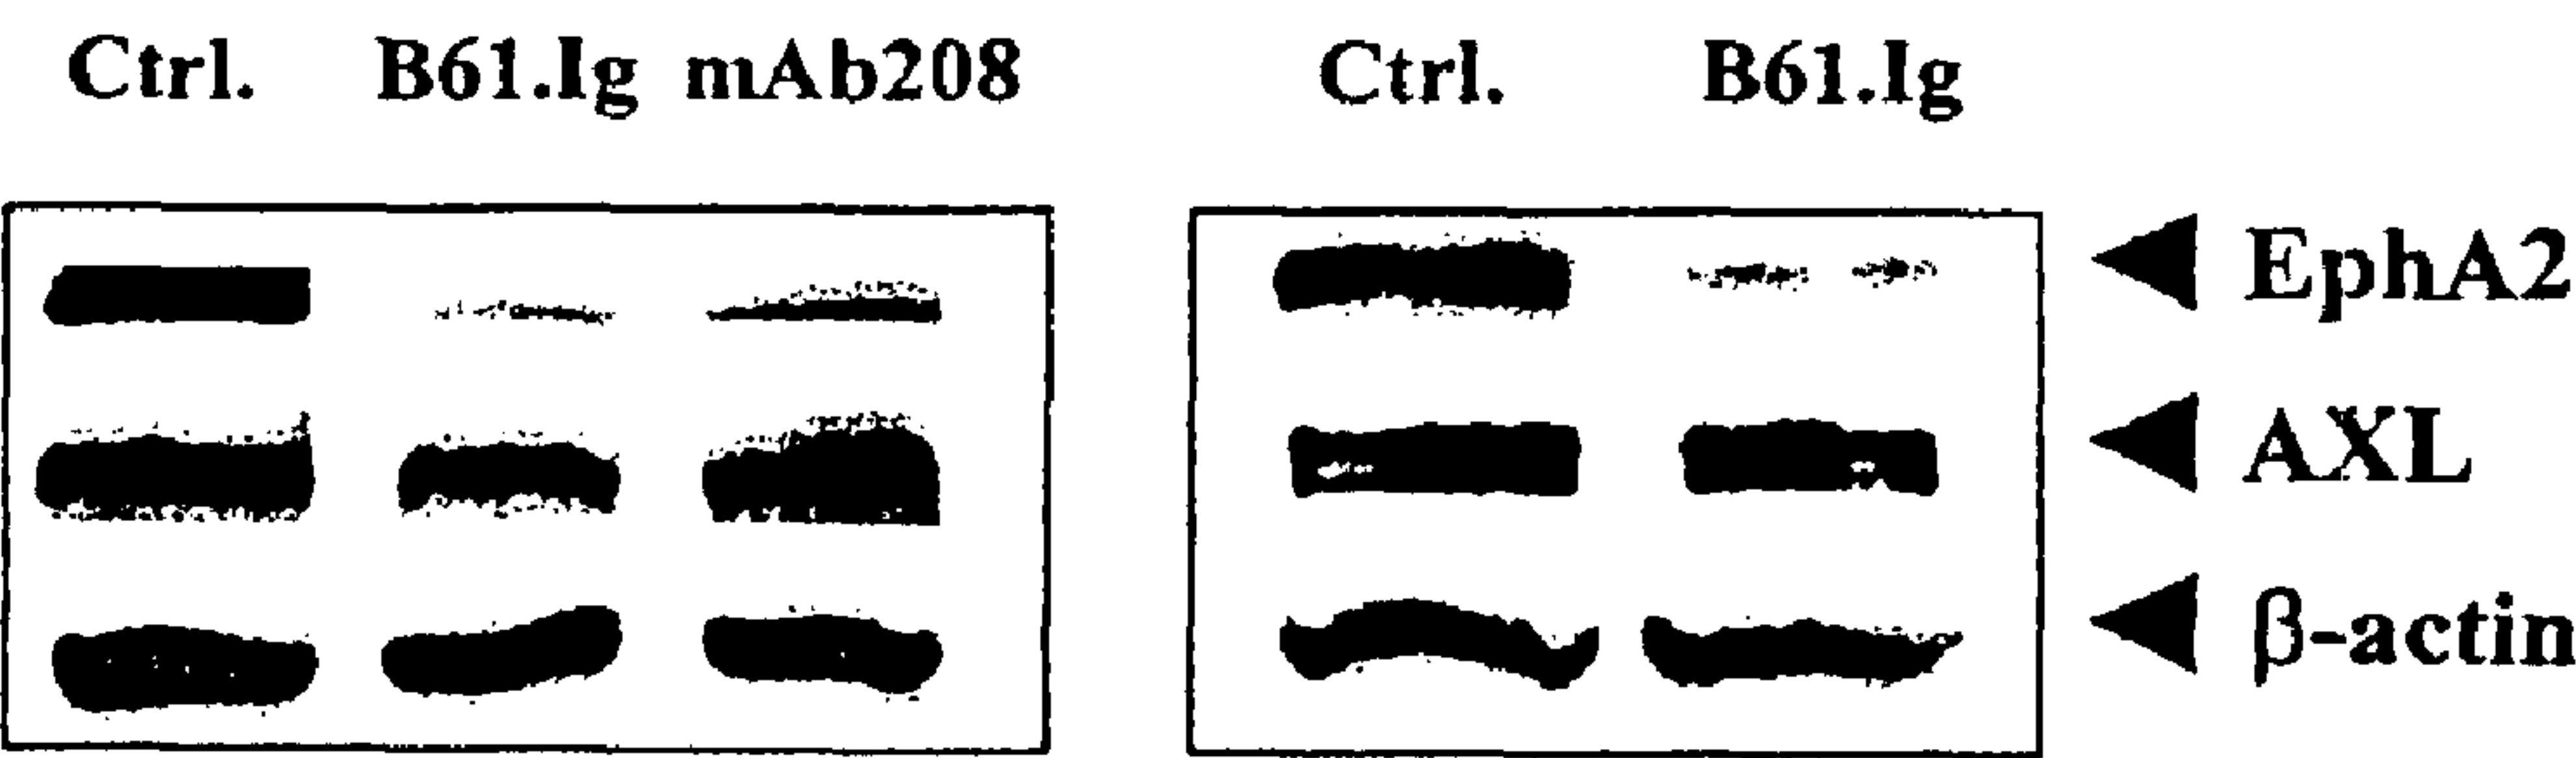 Ctrl. B61.Ig mAb208 Ctrl. B61.Ig
EphA2
AXL
β-actin